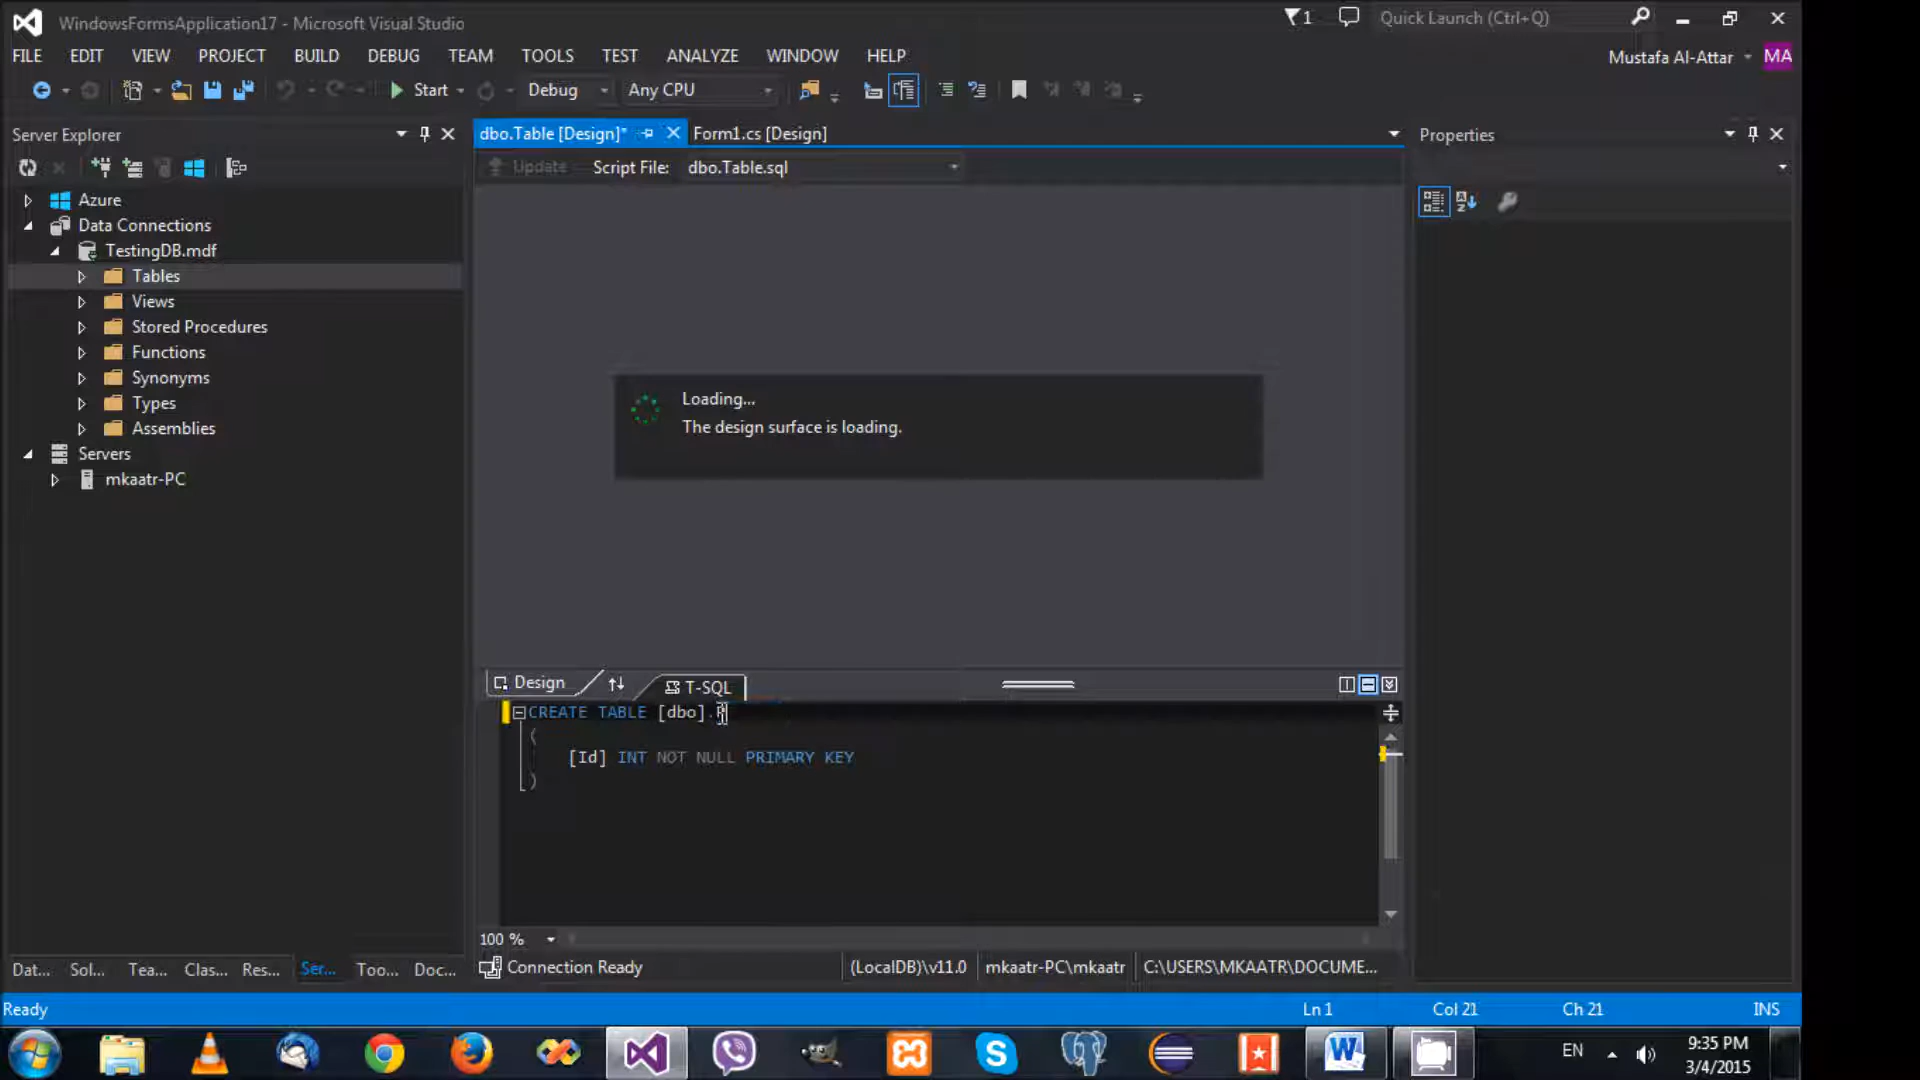 WindowsFormsApplication17 - Microsoft Visual Studio
1
Quick Launch (Ctrl+Q)
FILE EDIT VIEW PROJECT BUILD DEBUG TEAM TOOLS TEST ANALYZE WINDOW HELP
Mustafa Al-Attar MA
Start Debug Any CPU
Server Explorer
dbo.Table [Design]* Form1.cs [Design]
Properties
Update Script File: dbo.Table.sql
Azure
Data Connections
TestingDB.mdf
Tables
Views
Stored Procedures
Functions
Synonyms
Types
Assemblies
Servers
mkaatr-PC
Loading...
The design surface is loading.
Design T-SQL
CREATE TABLE [dbo].
(
[Id] INT NOT NULL PRIMARY KEY
)
100 %
Dat... Sol... Tea... Clas... Res... Ser... Too... Doc...
Connection Ready (LocalDB)\v11.0 mkaatr-PC\mkaatr C:\USERS\MKAATR\DOCUME...
Ready Ln 1 Col 21 Ch 21 INS
EN 9:35 PM
3/4/2015